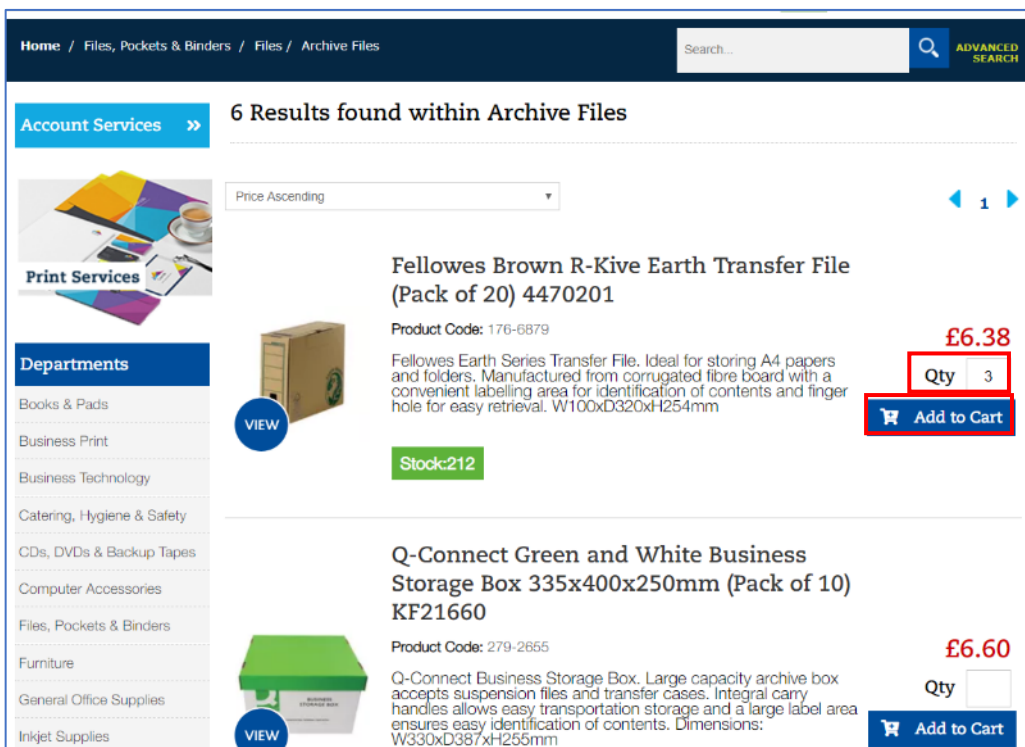 Home / Files, Pockets & Binders / Files / Archive Files
Search...
ADVANCED
SEARCH
Account Services »
6 Results found within Archive Files
Price Ascending
1
Print Services
Fellowes Brown R-Kive Earth Transfer File
(Pack of 20) 4470201
Product Code: 176-6879
£6.38
Fellowes Earth Series Transfer File. Ideal for storing A4 papers
and folders. Manufactured from corrugated fibre board with a
convenient labelling area for identification of contents and finger
hole for easy retrieval. W100xD320xH254mm
Qty 3
Add to Cart
VIEW
Stock:212
Departments
Books & Pads
Business Print
Business Technology
Catering, Hygiene & Safety
CDs, DVDs & Backup Tapes
Computer Accessories
Files, Pockets & Binders
Furniture
General Office Supplies
Inkjet Supplies
Q-Connect Green and White Business
Storage Box 335x400x250mm (Pack of 10)
KF21660
Product Code: 279-2655
£6.60
Q-Connect Business Storage Box. Large capacity archive box
accepts suspension files and transfer cases. Integral carry
handles allows easy transportation storage and a large label area
ensures easy identification of contents. Dimensions:
W330xD387xH255mm
Qty
Add to Cart
BUSINESS
STORAGE BOX
VIEW